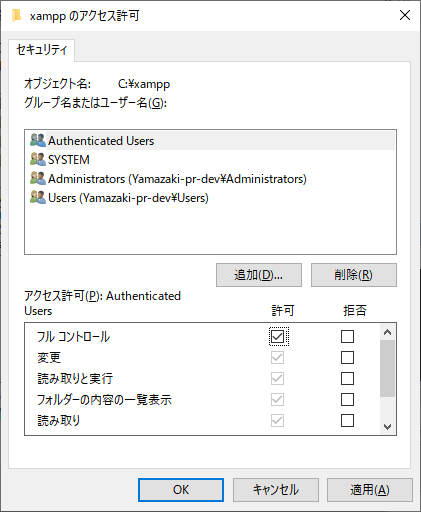 xampp のアクセス許可
セキュリティ
オブジェクト名: C:¥xampp
グループ名またはユーザー名(G):
Authenticated Users
SYSTEM
Administrators (Yamazaki-pr-dev¥Administrators)
Users (Yamazaki-pr-dev¥Users)
追加(D)... 削除(R)
アクセス許可(P): Authenticated
Users 許可 拒否
フル コントロール
変更
読み取りと実行
フォルダーの内容の一覧表示
読み取り
OK キャンセル 適用(A)